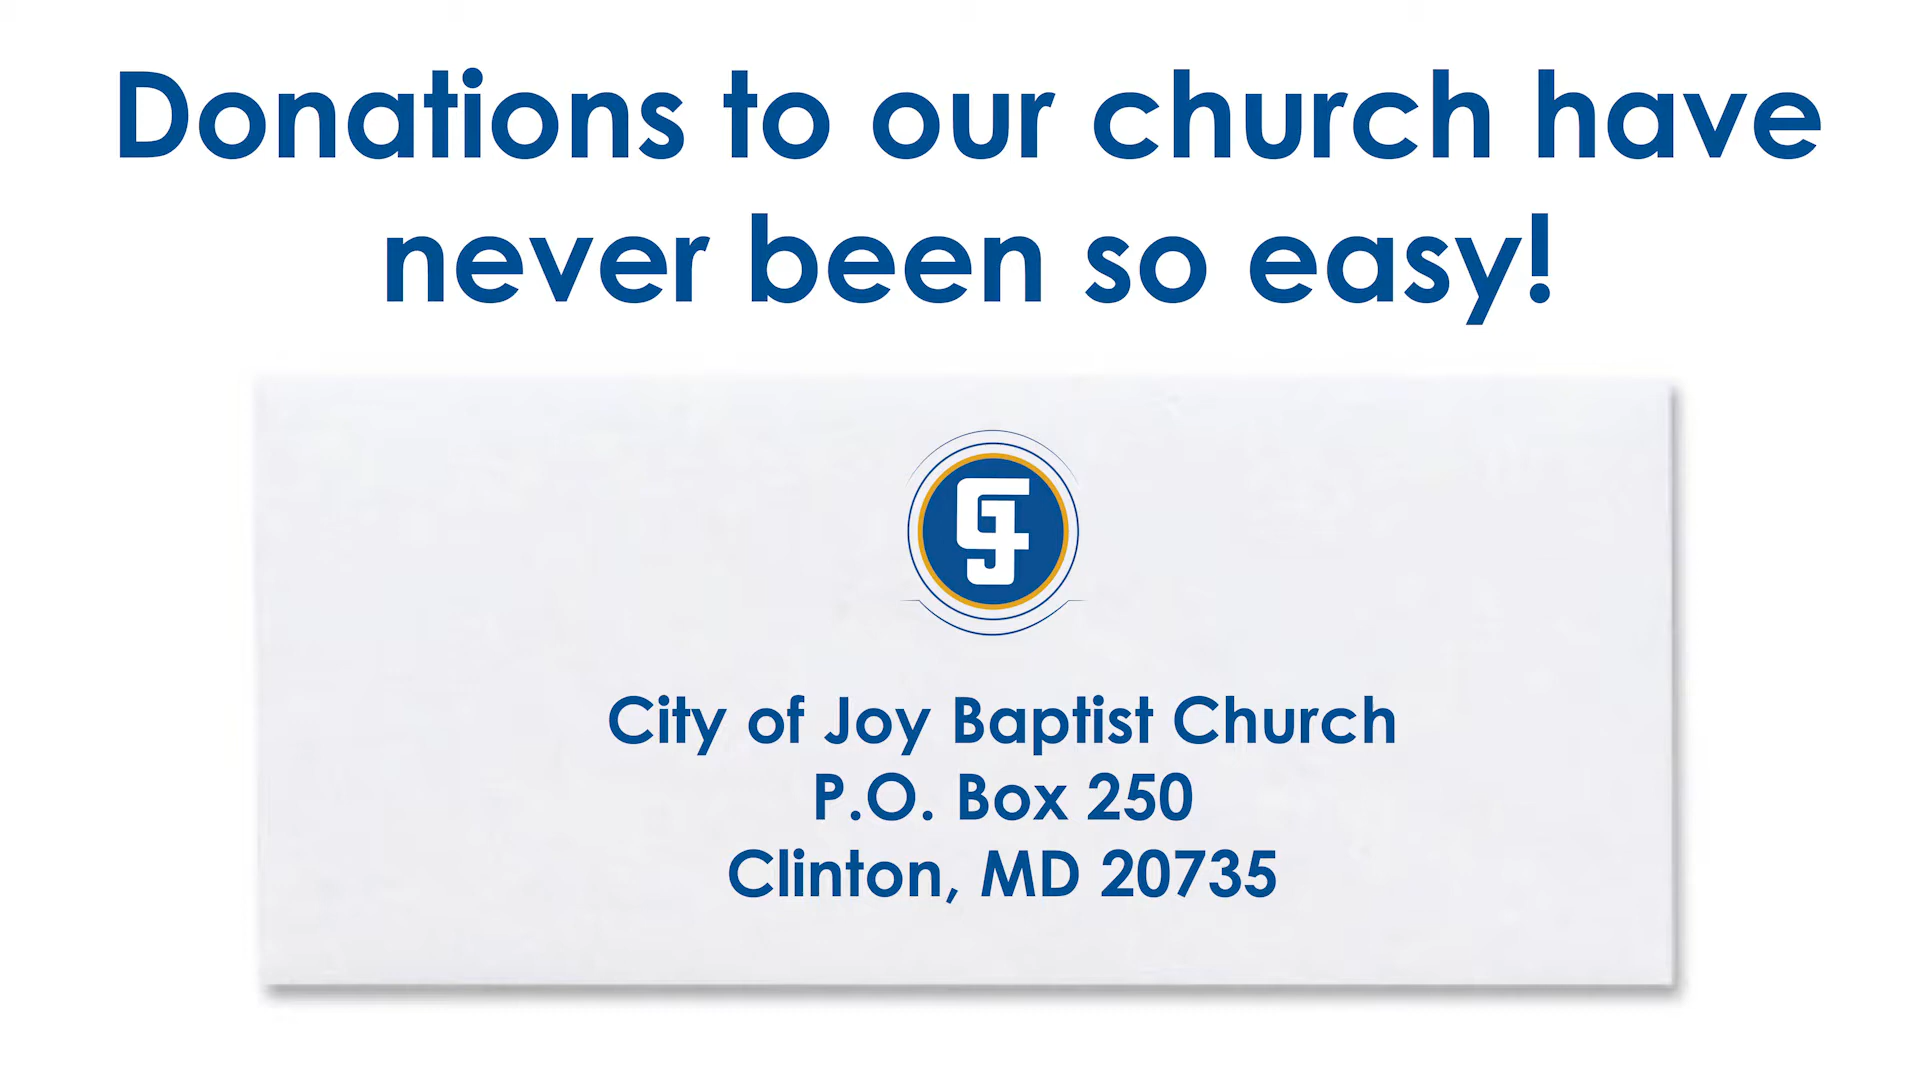 Donations to our church have
never been so easy!
City of Joy Baptist Church
P.O. Box 250
Clinton, MD 20735